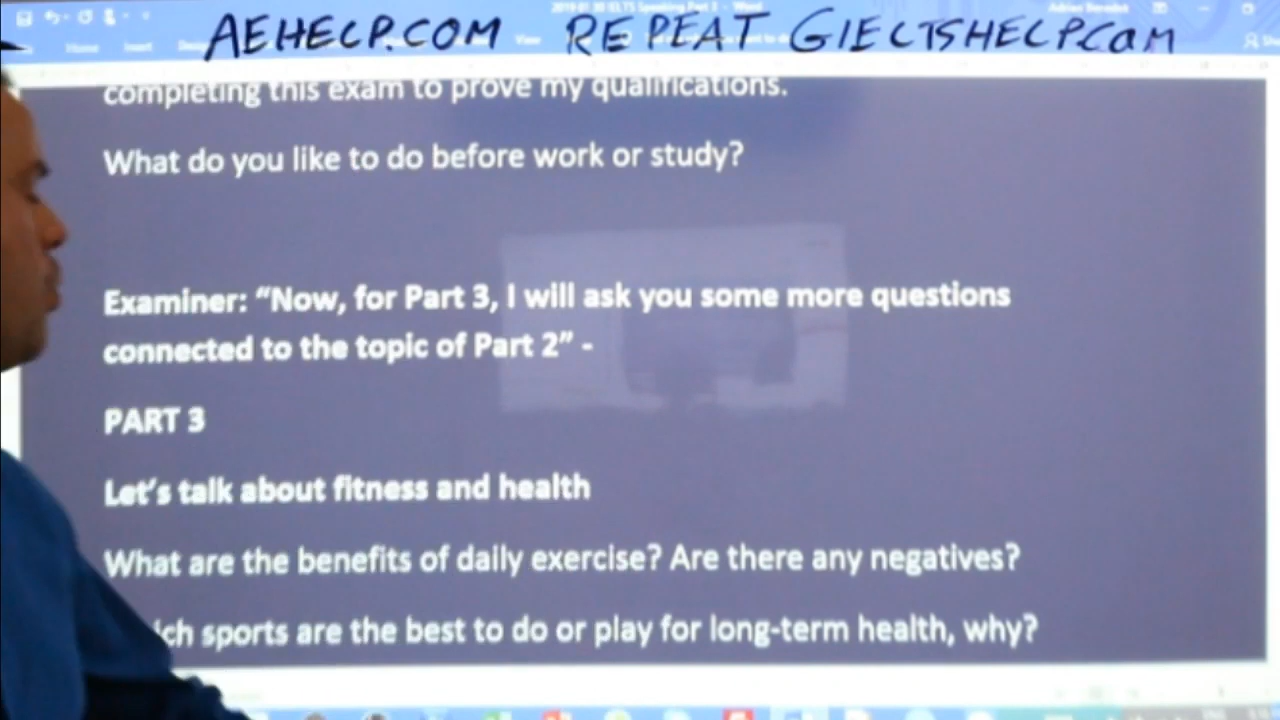 AEHELP.COM REPEAT GIELTSHELP.COM
completing this exam to prove my qualifications.
What do you like to do before work or study?
Examiner: “Now, for Part 3, I will ask you some more questions
connected to the topic of Part 2” -
PART 3
Let’s talk about fitness and health
What are the benefits of daily exercise? Are there any negatives?
ich sports are the best to do or play for long-term health, why?